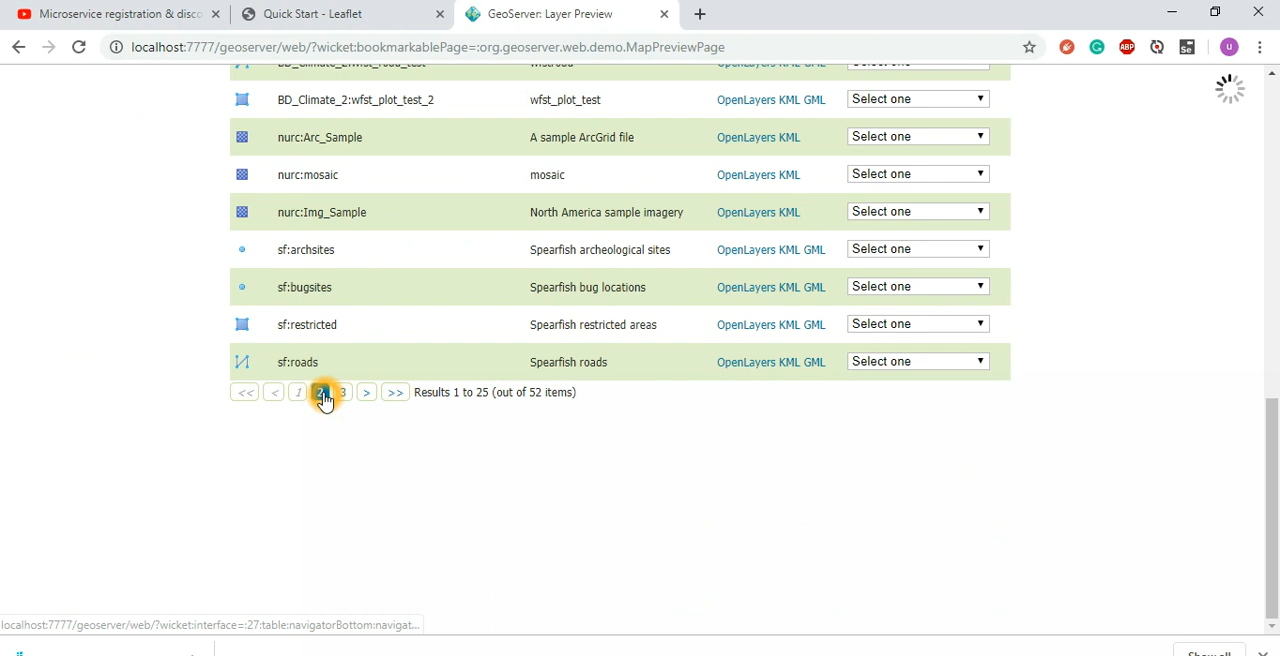 Microservice registration & disco
Quick Start - Leaflet
GeoServer: Layer Preview
localhost:7777/geoserver/web/?wicket:bookmarkablePage=:org.geoserver.web.demo.MapPreviewPage
ABP
Se
u
BD_Climate_2:wfst_plot_test_2 wfst_plot_test OpenLayers KML GML Select one
nurc:Arc_Sample A sample ArcGrid file OpenLayers KML Select one
nurc:mosaic mosaic OpenLayers KML Select one
nurc:Img_Sample North America sample imagery OpenLayers KML Select one
sf:archsites Spearfish archeological sites OpenLayers KML GML Select one
sf:bugsites Spearfish bug locations OpenLayers KML GML Select one
sf:restricted Spearfish restricted areas OpenLayers KML GML Select one
sf:roads Spearfish roads OpenLayers KML GML Select one
<< < 1 2 3 > >> Results 1 to 25 (out of 52 items)
localhost:7777/geoserver/web/?wicket:interface=:27:table:navigatorBottom:navigat...
Show all